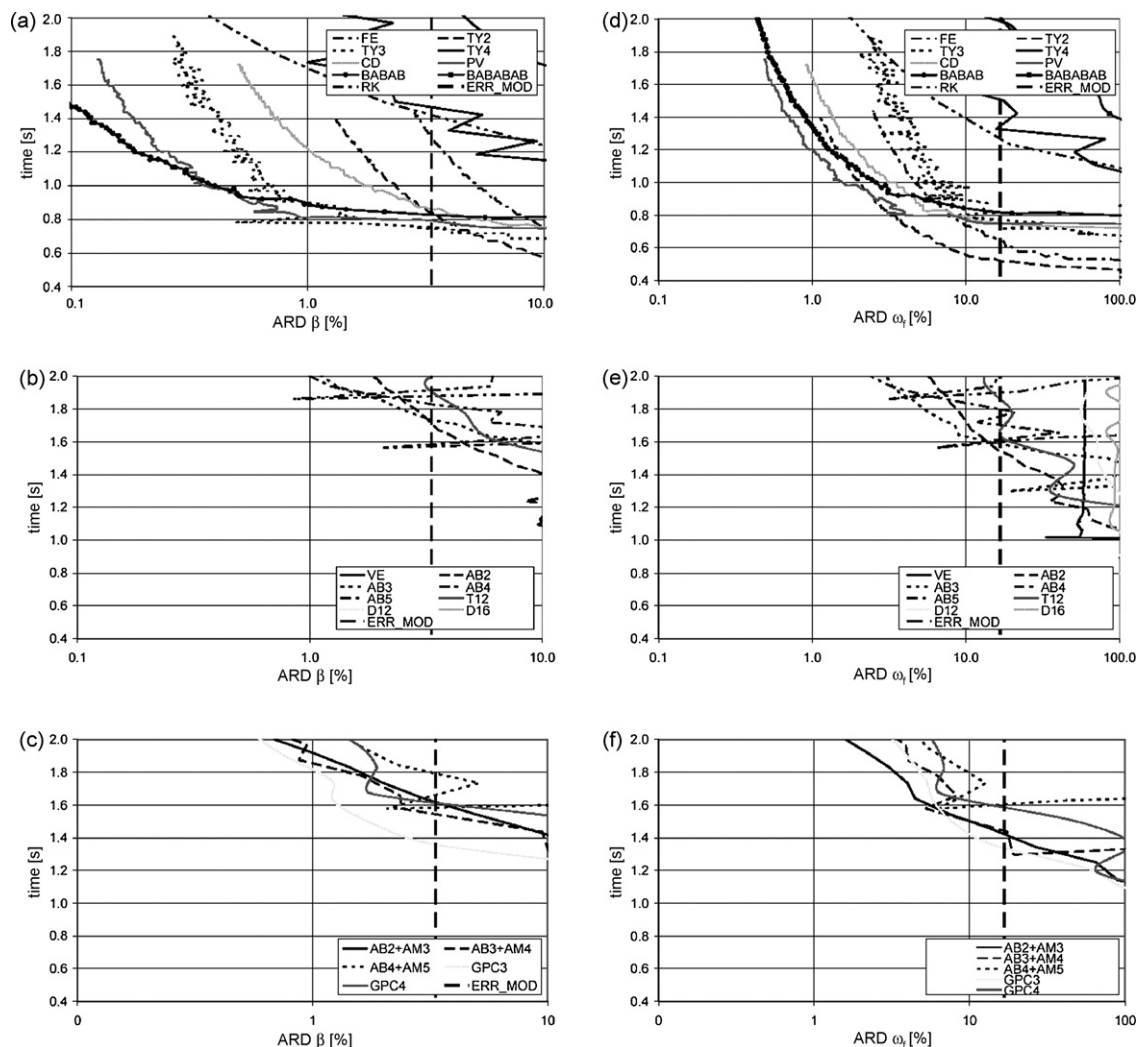 (a)
2.0
1.8
1.6
1.4
1.2
1.0
0.8
0.6
0.4
time [s]
FE
TY2
TY3
TY4
CD
PV
BABAB
BABABAB
RK
ERR_MOD
0.1
1.0
10.0
ARD β [%]
(d)
2.0
1.8
1.6
1.4
1.2
1.0
0.8
0.6
0.4
time [s]
FE
TY2
TY3
TY4
CD
PV
BABAB
BABABAB
RK
ERR_MOD
0.1
1.0
10.0
100.0
ARD ωf [%]
(b)
2.0
1.8
1.6
1.4
1.2
1.0
0.8
0.6
0.4
time [s]
VE
AB2
AB3
AB4
AB5
T12
D12
D16
ERR_MOD
0.1
1.0
10.0
ARD β [%]
(e)
2.0
1.8
1.6
1.4
1.2
1.0
0.8
0.6
0.4
time [s]
VE
AB2
AB3
AB4
AB5
T12
D12
D16
ERR_MOD
0.1
1.0
10.0
100.0
ARD ωf [%]
(c)
2.0
1.8
1.6
1.4
1.2
1.0
0.8
0.6
0.4
time [s]
AB2+AM3
AB3+AM4
AB4+AM5
GPC3
GPC4
ERR_MOD
0
1
10
ARD β [%]
(f)
2.0
1.8
1.6
1.4
1.2
1.0
0.8
0.6
0.4
time [s]
AB2+AM3
AB3+AM4
AB4+AM5
GPC3
GPC4
0
1
10
100
ARD ωf [%]